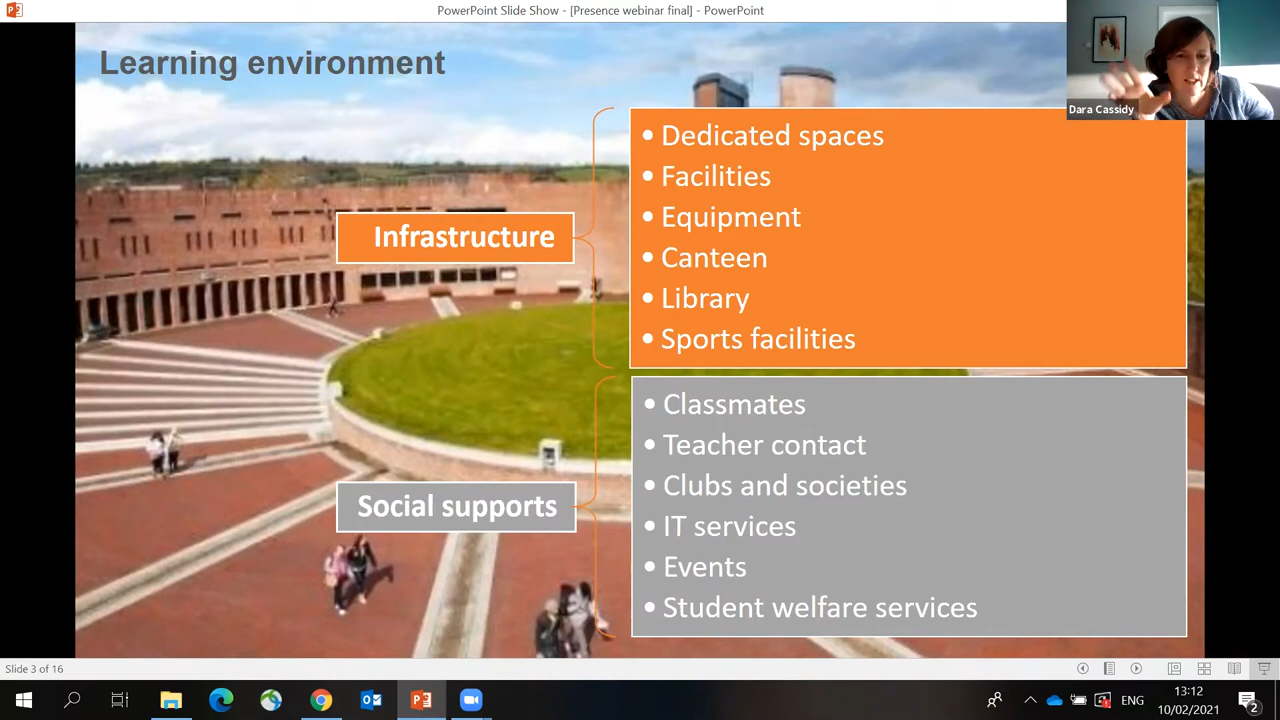 PowerPoint Slide Show - [Presence webinar final] - PowerPoint
Learning environment
Dara Cassidy
• Dedicated spaces
• Facilities
• Equipment
• Canteen
• Library
• Sports facilities
Infrastructure
• Classmates
• Teacher contact
• Clubs and societies
• IT services
• Events
• Student welfare services
Social supports
Slide 3 of 16
ENG
13:12
10/02/2021
2